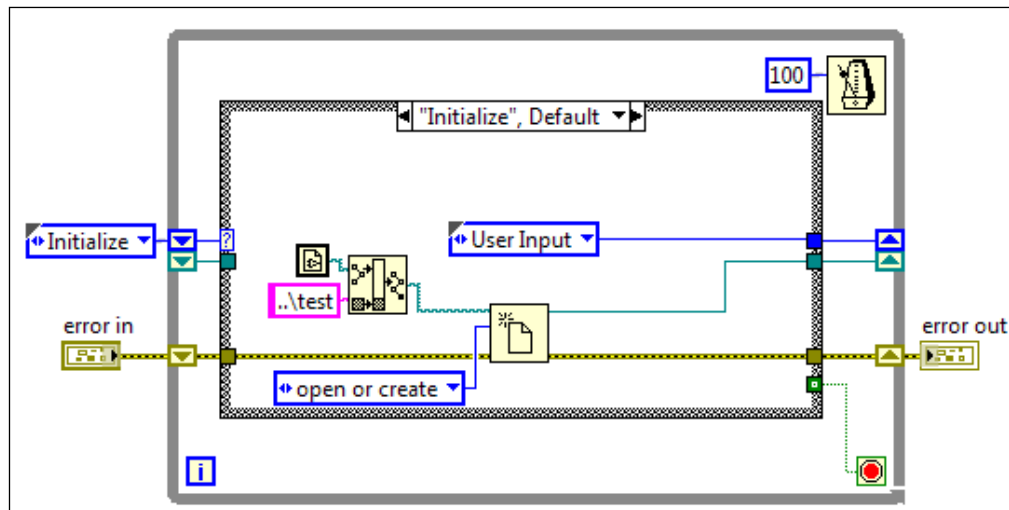 100
"Initialize", Default
Initialize
?
User Input
..\test
error in
error out
open or create
i